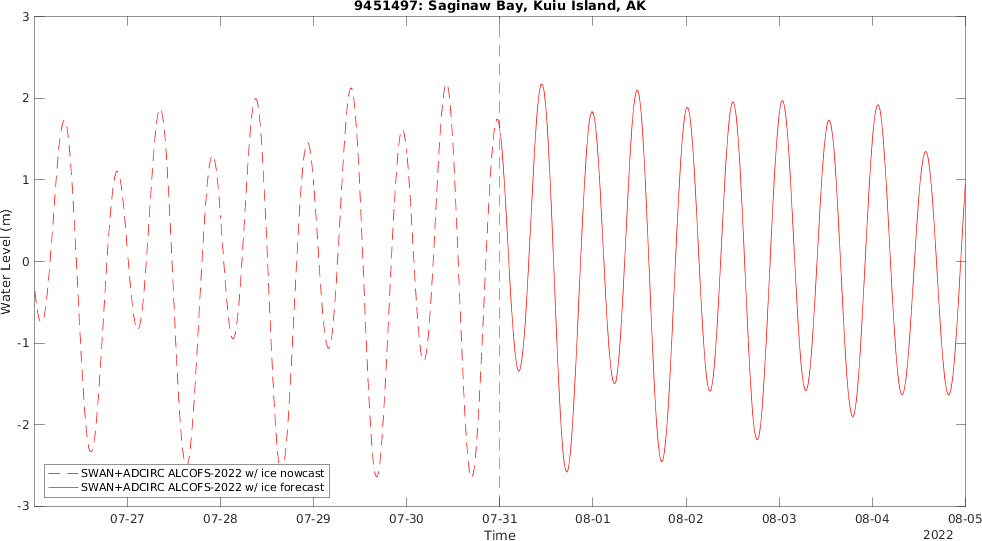 9451497: Saginaw Bay, Kuiu Island, AK
3
2
1
0
-1
-2
-3
Water Level (m)
SWAN+ADCIRC ALCOFS-2022 w/ ice nowcast
SWAN+ADCIRC ALCOFS-2022 w/ ice forecast
07-27 07-28 07-29 07-30 07-31 08-01 08-02 08-03 08-04 08-05
Time
2022